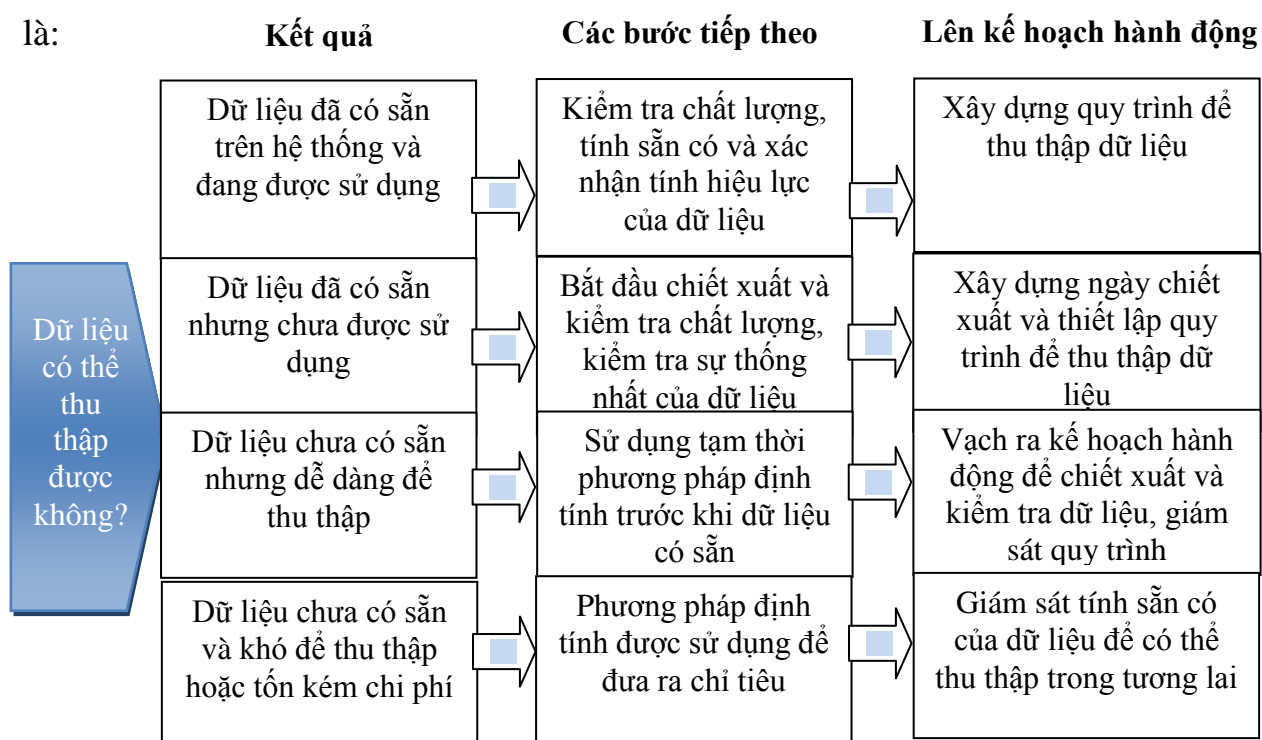 là:
Kết quả
Các bước tiếp theo
Lên kế hoạch hành động
Dữ liệu
có thể
thu
thập
được
không?
Dữ liệu đã có sẵn
trên hệ thống và
đang được sử dụng
Kiểm tra chất lượng,
tính sẵn có và xác
nhận tính hiệu lực
của dữ liệu
Xây dựng quy trình để
thu thập dữ liệu
Dữ liệu đã có sẵn
nhưng chưa được sử
dụng
Bắt đầu chiết xuất và
kiểm tra chất lượng,
kiểm tra sự thống
nhất của dữ liệu
Xây dựng ngày chiết
xuất và thiết lập quy
trình để thu thập dữ
liệu
Dữ liệu chưa có sẵn
nhưng dễ dàng để
thu thập
Sử dụng tạm thời
phương pháp định
tính trước khi dữ liệu
có sẵn
Vạch ra kế hoạch hành
động để chiết xuất và
kiểm tra dữ liệu, giám
sát quy trình
Dữ liệu chưa có sẵn
và khó để thu thập
hoặc tốn kém chi phí
Phương pháp định
tính được sử dụng để
đưa ra chỉ tiêu
Giám sát tính sẵn có
của dữ liệu để có thể
thu thập trong tương lai